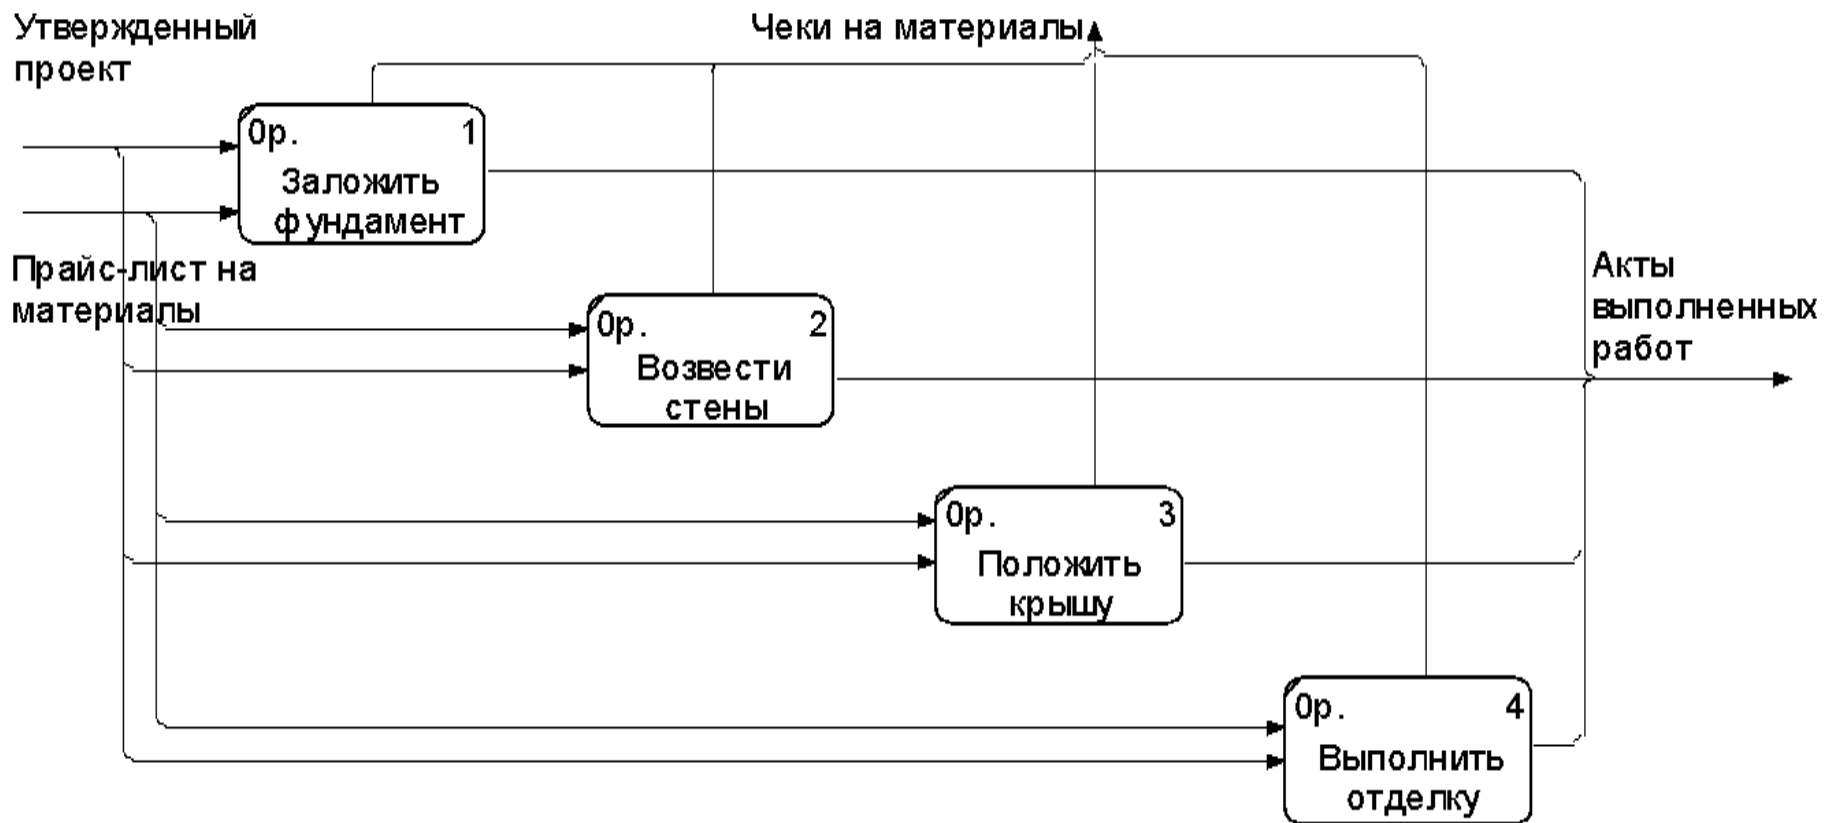 Утвержденный
проект
Чеки на материалы
0р. 1
Заложить
фундамент
Прайс-лист на
материалы
0р. 2
Возвести
стены
Акты
выполненных
работ
0р. 3
Положить
крышу
0р. 4
Выполнить
отделку